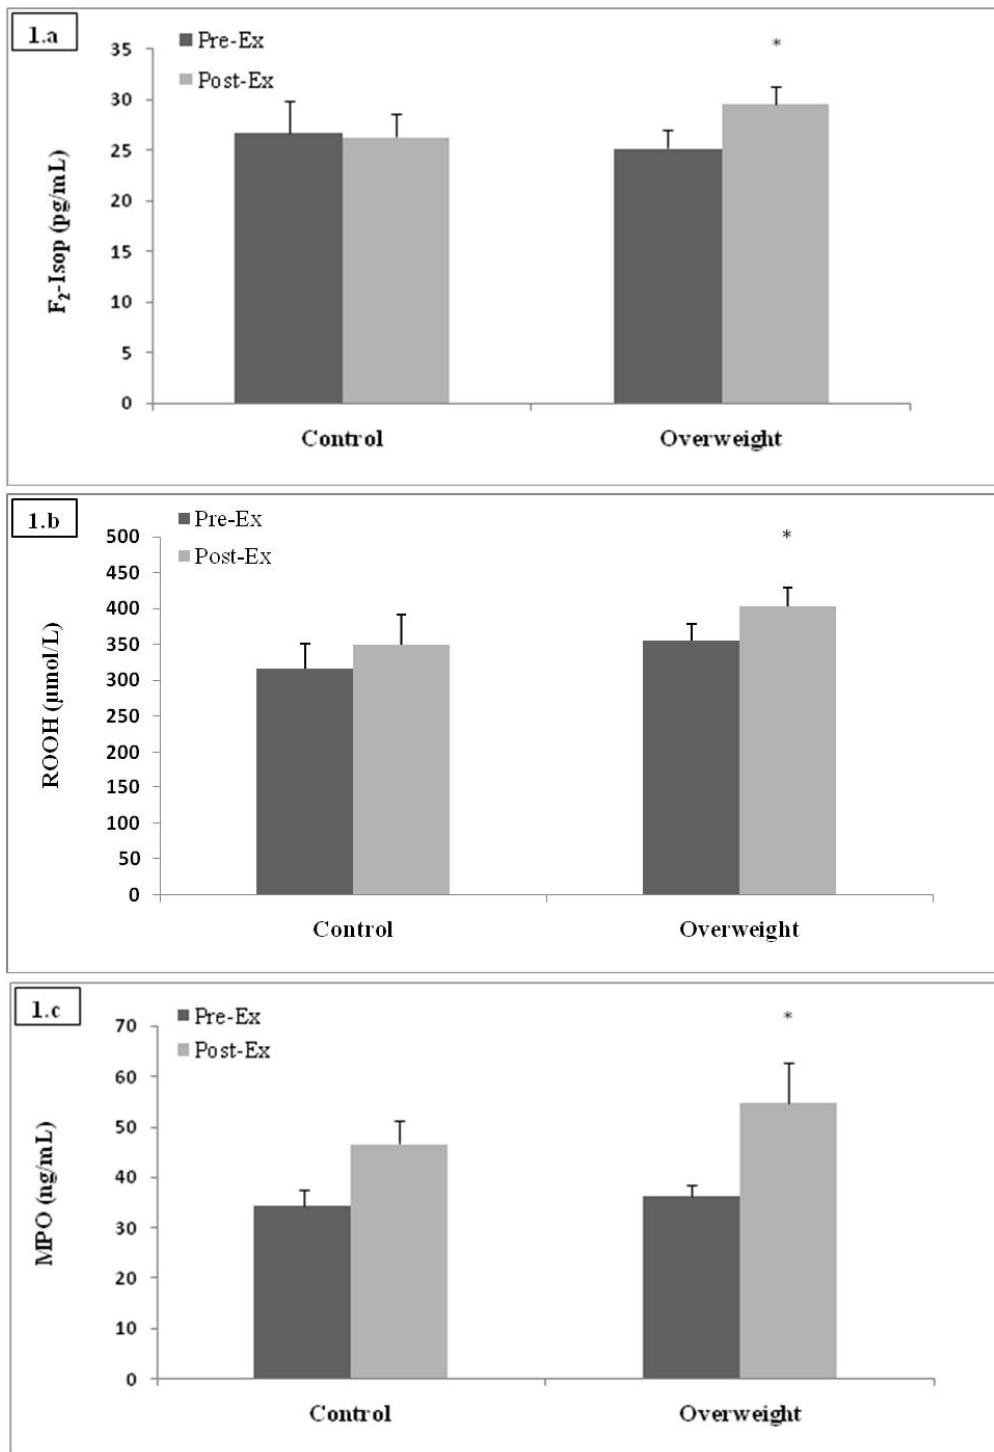 1.a
Pre-Ex
Post-Ex
*
35
30
25
20
15
10
5
0
F₂-Isop (pg/mL)
Control Overweight
1.b
Pre-Ex
Post-Ex
*
500
450
400
350
300
250
200
150
100
50
0
ROOH (µmol/L)
Control Overweight
1.c
Pre-Ex
Post-Ex
*
70
60
50
40
30
20
10
0
MPO (ng/mL)
Control Overweight